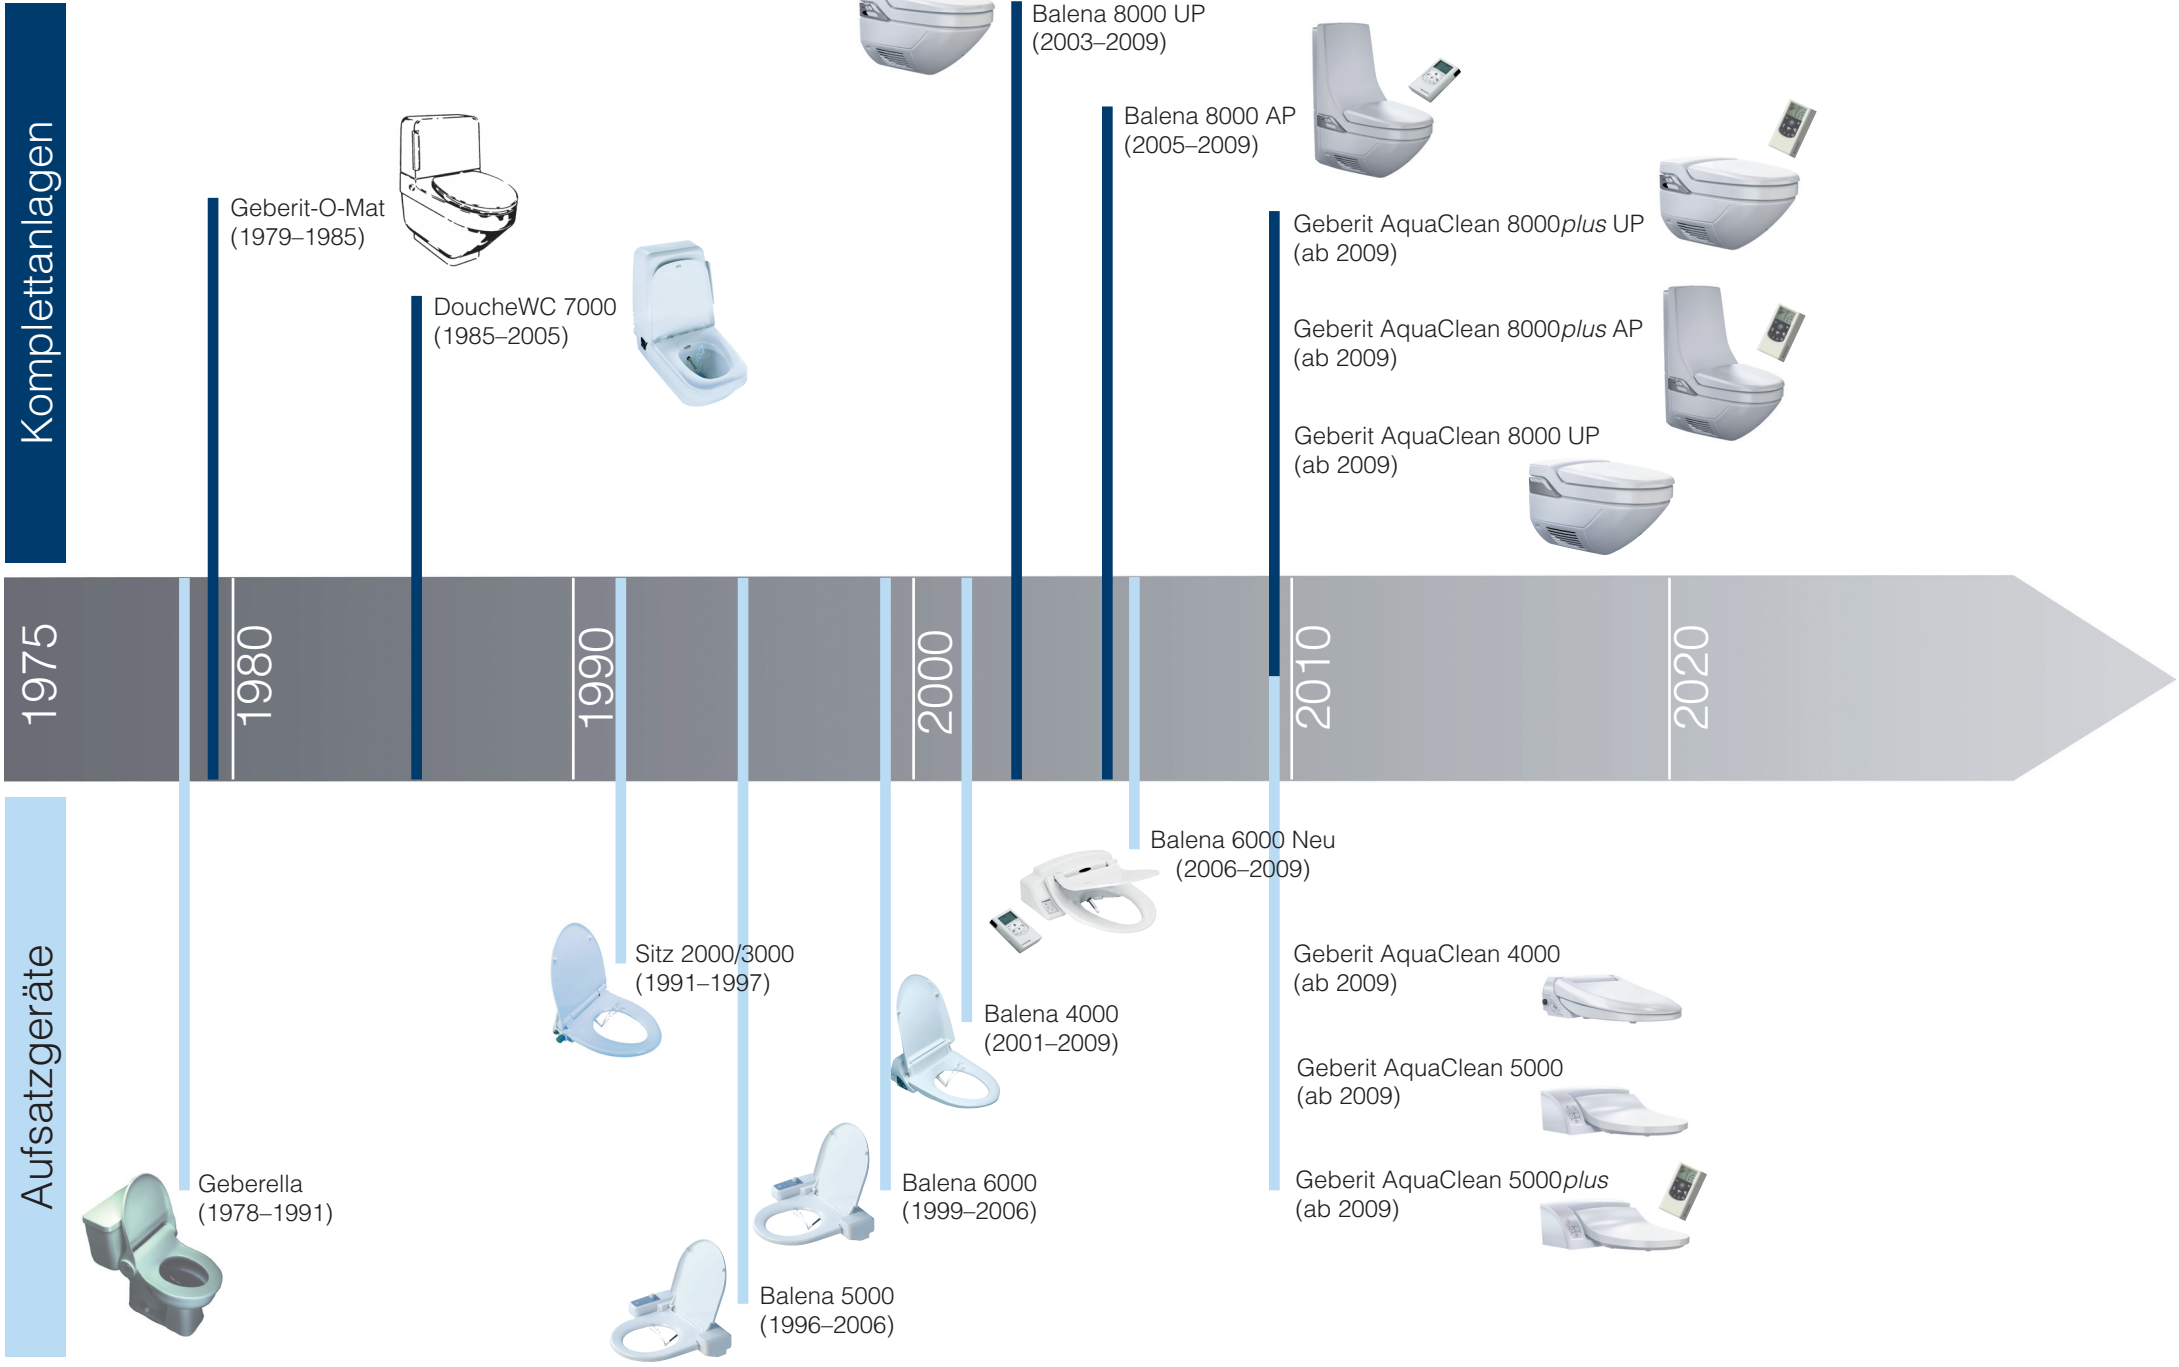 Komplettanlagen
Balena 8000 UP
(2003–2009)
Balena 8000 AP
(2005–2009)
Geberit-O-Mat
(1979–1985)
DoucheWC 7000
(1985–2005)
Geberit AquaClean 8000plus UP
(ab 2009)
Geberit AquaClean 8000plus AP
(ab 2009)
Geberit AquaClean 8000 UP
(ab 2009)
1975
1980
1990
2000
2010
2020
Aufsatzgeräte
Balena 6000 Neu
(2006–2009)
Sitz 2000/3000
(1991–1997)
Geberit AquaClean 4000
(ab 2009)
Balena 4000
(2001–2009)
Geberit AquaClean 5000
(ab 2009)
Geberella
(1978–1991)
Balena 6000
(1999–2006)
Geberit AquaClean 5000plus
(ab 2009)
Balena 5000
(1996–2006)